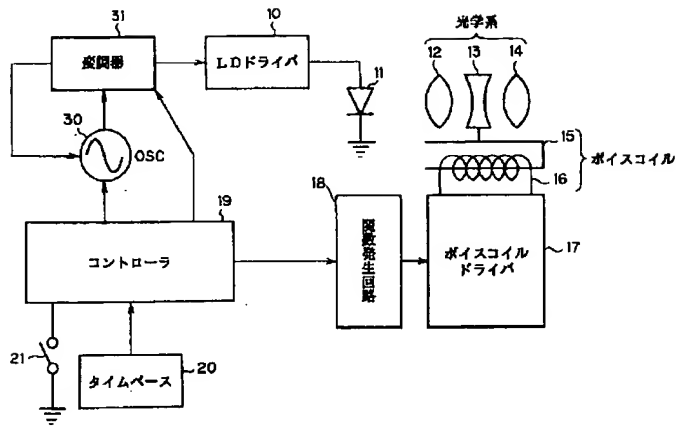 31
変調器
10
LDドライバ
11
光学系
12
13
14
15
ボイスコイル
16
30
OSC
19
コントローラ
18
関数発生回路
ボイスコイル
ドライバ
17
21
タイムベース
20